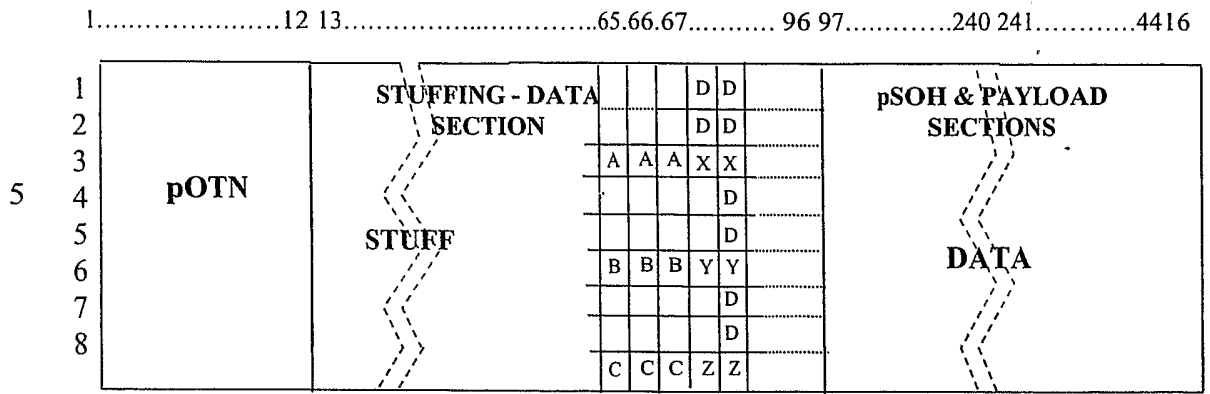 1....................12 13...........................65.66.67.......... 96 97.............240 241............4416
1 STUFFING - DATA D D pSOH & PAYLOAD
2 SECTION D D SECTIONS
3 A A A X X
5 4 pOTN D
5 STUFF D
6 B B B Y Y DATA
7 D
8 D
C C C Z Z